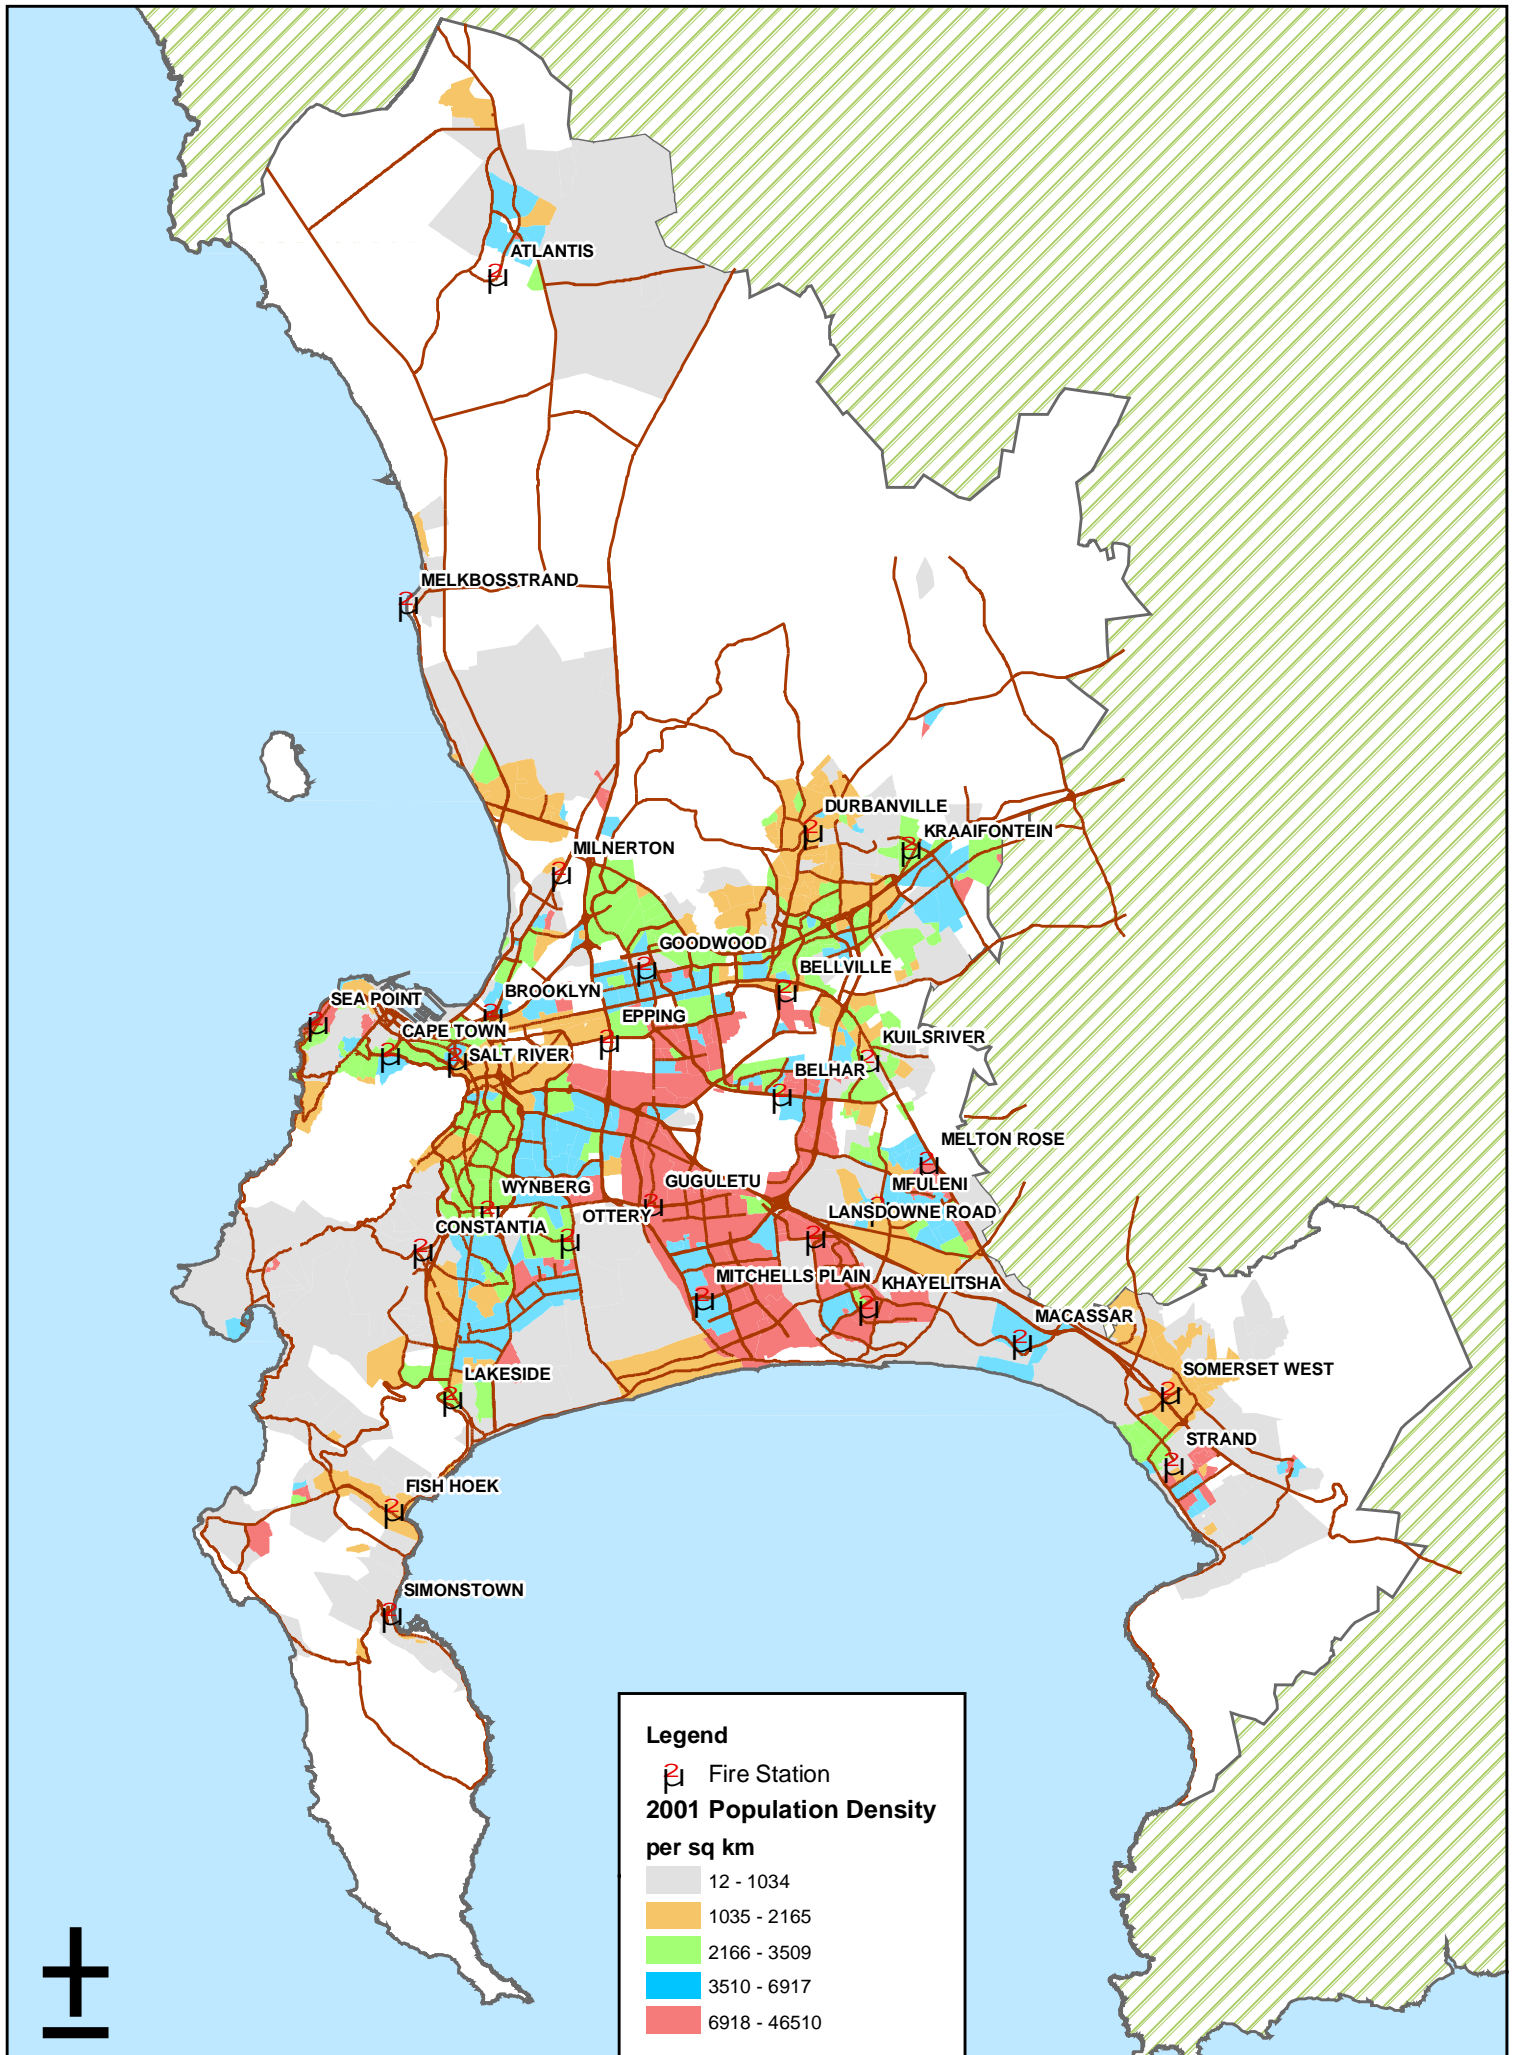 ATLANTIS
MELKBOSSTRAND
DURBANVILLE
KRAAIFONTEIN
MILNERTON
GOODWOOD
BELLVILLE
BROOKLYN
SEA POINT
EPPING
CAPE TOWN
KUILSRIVER
SALT RIVER
BELHAR
MELTON ROSE
GUGULETU
MFULENI
WYNBERG
LANSDOWNE ROAD
OTTERY
CONSTANTIA
MITCHELLS PLAIN
KHAYELITSHA
MACASSAR
SOMERSET WEST
LAKESIDE
STRAND
FISH HOEK
SIMONSTOWN
Legend
Fire Station
2001 Population Density
per sq km
12 - 1034
1035 - 2165
2166 - 3509
3510 - 6917
6918 - 46510